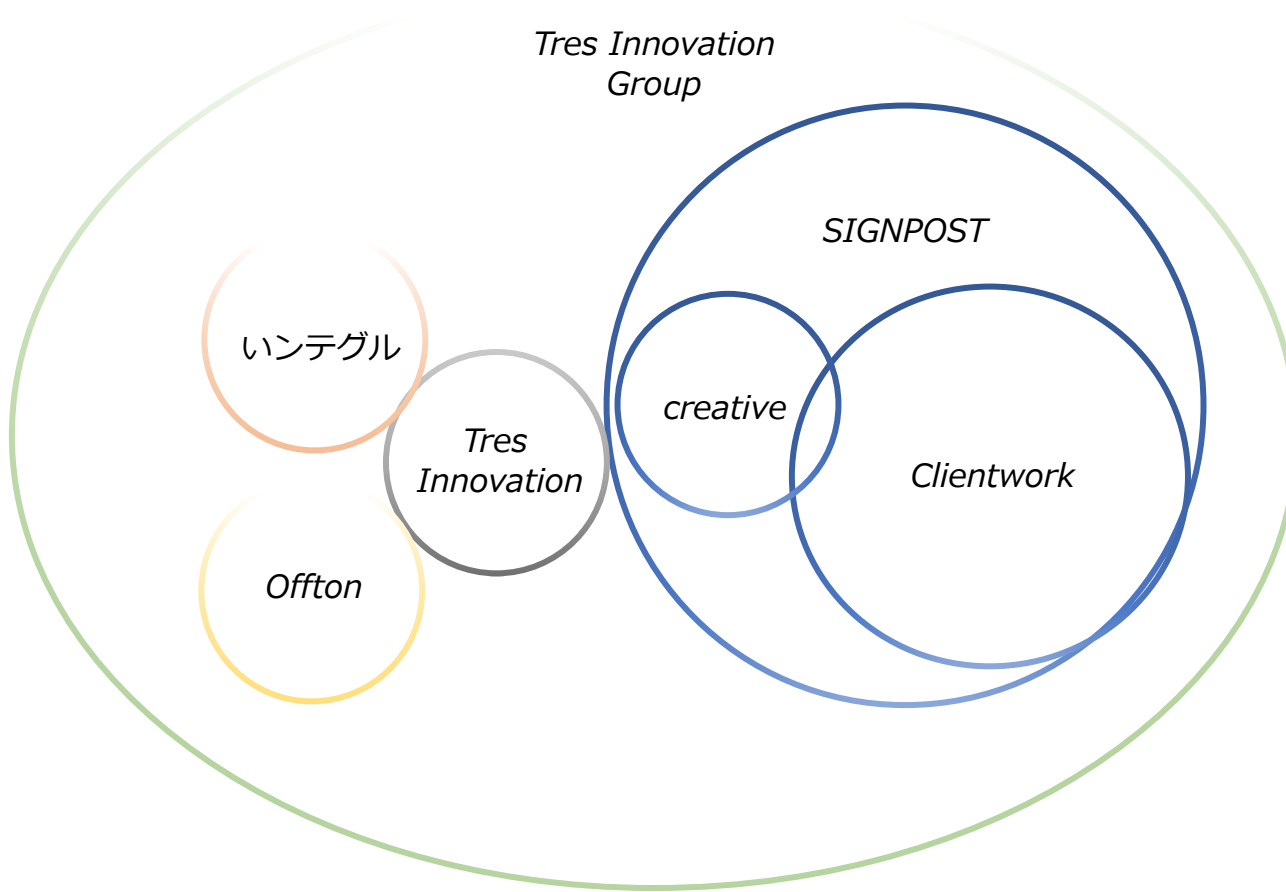 Tres Innovation
Group
SIGNPOST
いンテグル
creative
Tres
Innovation
Clientwork
Offton